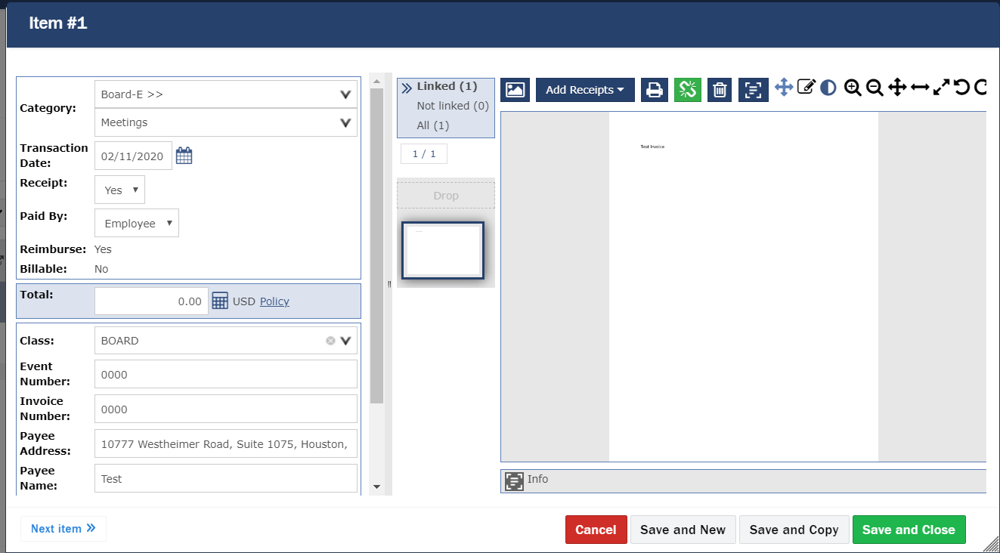 Item #1
Category:
Board-E >>
Meetings
Transaction
Date:
02/11/2020
Receipt:
Yes
Paid By:
Employee
Reimburse: Yes
Billable: No
Total:
0.00 USD Policy
Class:
BOARD
Event
Number:
0000
Invoice
Number:
0000
Payee
Address:
10777 Westheimer Road, Suite 1075, Houston,
Payee
Name:
Test
Linked (1)
Not linked (0)
All (1)
1 / 1
Drop
Add Receipts
Test Invoice
Info
Next item
Cancel
Save and New
Save and Copy
Save and Close